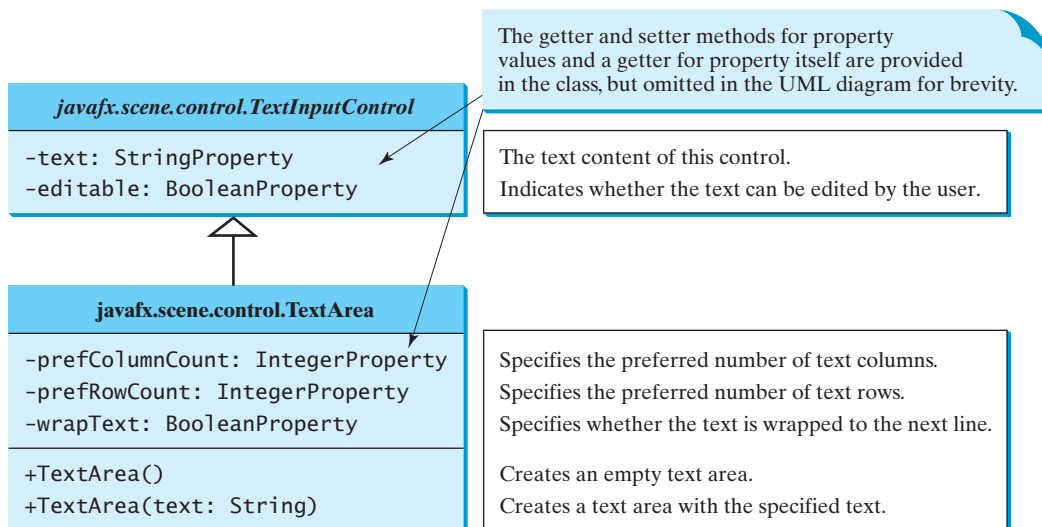 The getter and setter methods for property
values and a getter for property itself are provided
in the class, but omitted in the UML diagram for brevity.
javafx.scene.control.TextInputControl
-text: StringProperty
-editable: BooleanProperty
The text content of this control.
Indicates whether the text can be edited by the user.
javafx.scene.control.TextArea
-prefColumnCount: IntegerProperty
-prefRowCount: IntegerProperty
-wrapText: BooleanProperty
Specifies the preferred number of text columns.
Specifies the preferred number of text rows.
Specifies whether the text is wrapped to the next line.
+TextArea()
+TextArea(text: String)
Creates an empty text area.
Creates a text area with the specified text.